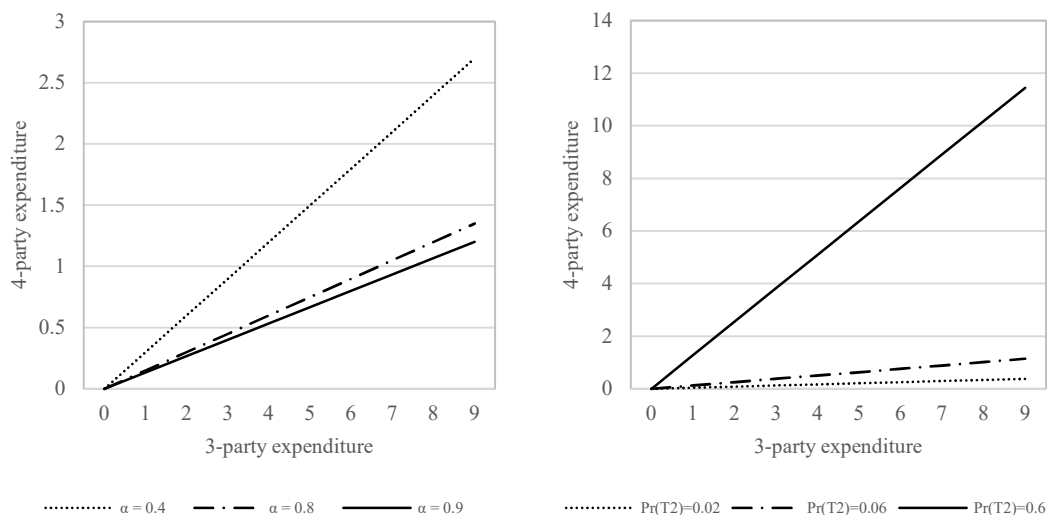 3
2.5
2
1.5
1
0.5
0
4-party expenditure
0 1 2 3 4 5 6 7 8 9
3-party expenditure
α = 0.4 α = 0.8 α = 0.9
14
12
10
8
6
4
2
0
4-party expenditure
0 1 2 3 4 5 6 7 8 9
3-party expenditure
Pr(T2)=0.02 Pr(T2)=0.06 Pr(T2)=0.6